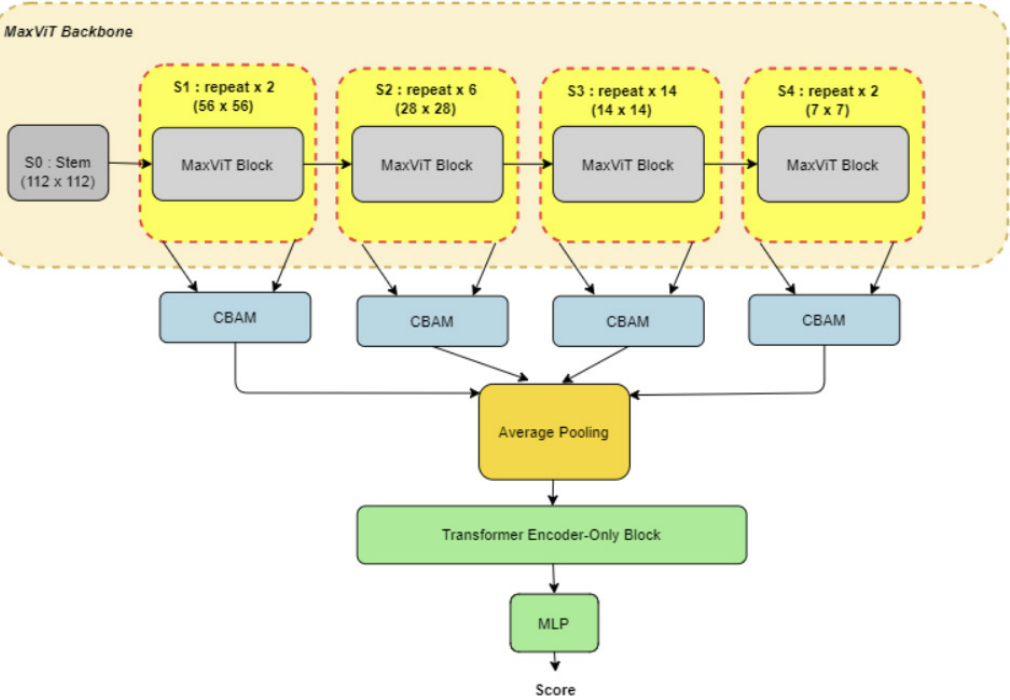 MaxViT Backbone
S1 : repeat x 2
(56 x 56)
S2 : repeat x 6
(28 x 28)
S3 : repeat x 14
(14 x 14)
S4 : repeat x 2
(7 x 7)
S0 : Stem
(112 x 112)
MaxViT Block
MaxViT Block
MaxViT Block
MaxViT Block
CBAM
CBAM
CBAM
CBAM
Average Pooling
Transformer Encoder-Only Block
MLP
Score